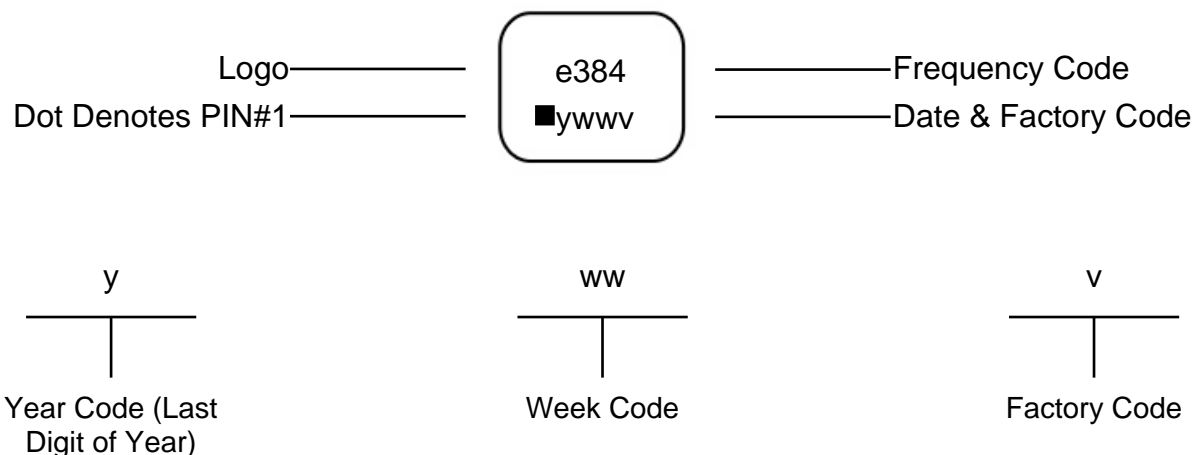 Logo e384 Frequency Code
Dot Denotes PIN#1 ■ywwv Date & Factory Code
y ww v
Year Code (Last
Digit of Year)
Week Code
Factory Code